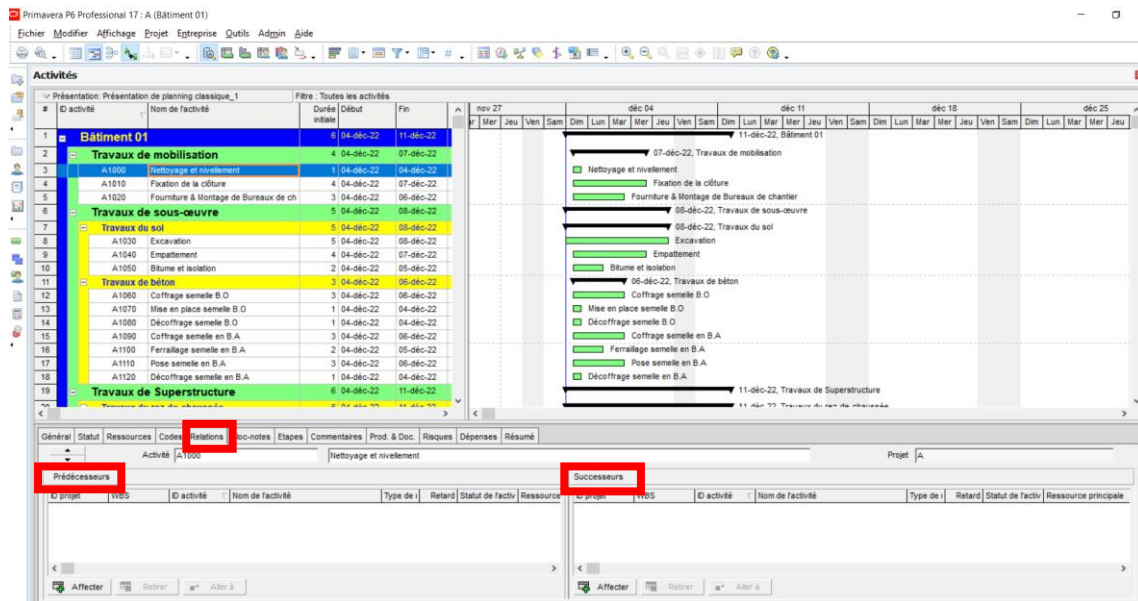 Primavera P6 Professional 17 : A (Bâtiment 01)
Fichier Modifier Affichage Projet Entreprise Outils Admin Aide
Activités
Présentation: Présentation de planning classique_1 Filtre : Toutes les activités
# ID activité Nom de l'activité Durée initiale Début Fin
nov 27 déc 04 déc 11 déc 18 déc 25
Mer Jeu Ven Sam Dim Lun Mar Mer Jeu Ven Sam Dim Lun Mar Mer Jeu Ven Sam Dim Lun Mar Mer Jeu Ven Sam Dim Lun Mar Mer Jeu
1 Bâtiment 01 6 04-déc-22 11-déc-22 11-déc-22, Bâtiment 01
2 Travaux de mobilisation 4 04-déc-22 07-déc-22 07-déc-22, Travaux de mobilisation
3 A1000 Nettoyage et nivellement 1 04-déc-22 04-déc-22 Nettoyage et nivellement
4 A1010 Fixation de la clôture 4 04-déc-22 07-déc-22 Fixation de la clôture
5 A1020 Fourniture & Montage de Bureaux de ch 3 04-déc-22 06-déc-22 Fourniture & Montage de Bureaux de chantier
6 Travaux de sous-œuvre 5 04-déc-22 08-déc-22 08-déc-22, Travaux de sous-œuvre
7 Travaux du sol 5 04-déc-22 08-déc-22 08-déc-22, Travaux du sol
8 A1030 Excavation 5 04-déc-22 08-déc-22 Excavation
9 A1040 Empattement 4 04-déc-22 07-déc-22 Empattement
10 A1050 Bitume et isolation 2 04-déc-22 05-déc-22 Bitume et isolation
11 Travaux de béton 3 04-déc-22 06-déc-22 06-déc-22, Travaux de béton
12 A1060 Coffrage semelle B.O 3 04-déc-22 06-déc-22 Coffrage semelle B.O
13 A1070 Mise en place semelle B.O 1 04-déc-22 04-déc-22 Mise en place semelle B.O
14 A1080 Décoffrage semelle B.O 1 04-déc-22 04-déc-22 Décoffrage semelle B.O
15 A1090 Coffrage semelle en B.A 3 04-déc-22 06-déc-22 Coffrage semelle en B.A
16 A1100 Ferraillage semelle en B.A 2 04-déc-22 05-déc-22 Ferraillage semelle en B.A
17 A1110 Pose semelle en B.A 3 04-déc-22 06-déc-22 Pose semelle en B.A
18 A1120 Décoffrage semelle en B.A 1 04-déc-22 04-déc-22 Décoffrage semelle en B.A
19 Travaux de Superstructure 6 04-déc-22 11-déc-22 11-déc-22, Travaux de Superstructure
Général Statut Ressources Codes Relations Bloc-notes Etapes Commentaires Prod. & Doc. Risques Dépenses Résumé
Activité A1000 Nettoyage et nivellement Projet A
Prédécesseurs Successeurs
ID projet WBS ID activité Nom de l'activité Type de Retard Statut de l'activ Ressource ID projet WBS ID activité Nom de l'activité Type de Retard Statut de l'activ Ressource principale
Affecter Retirer Aller à Affecter Retirer Aller à